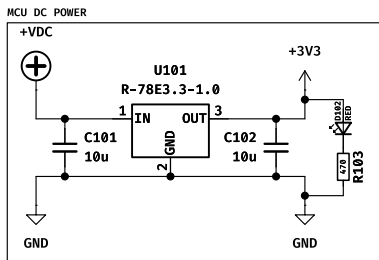 MCU DC POWER
+VDC
U101
R-78E3.3-1.0
+3V3
1 IN OUT 3
GND
2
C101
10u
C102
10u
D102
RED
470
R103
GND
GND